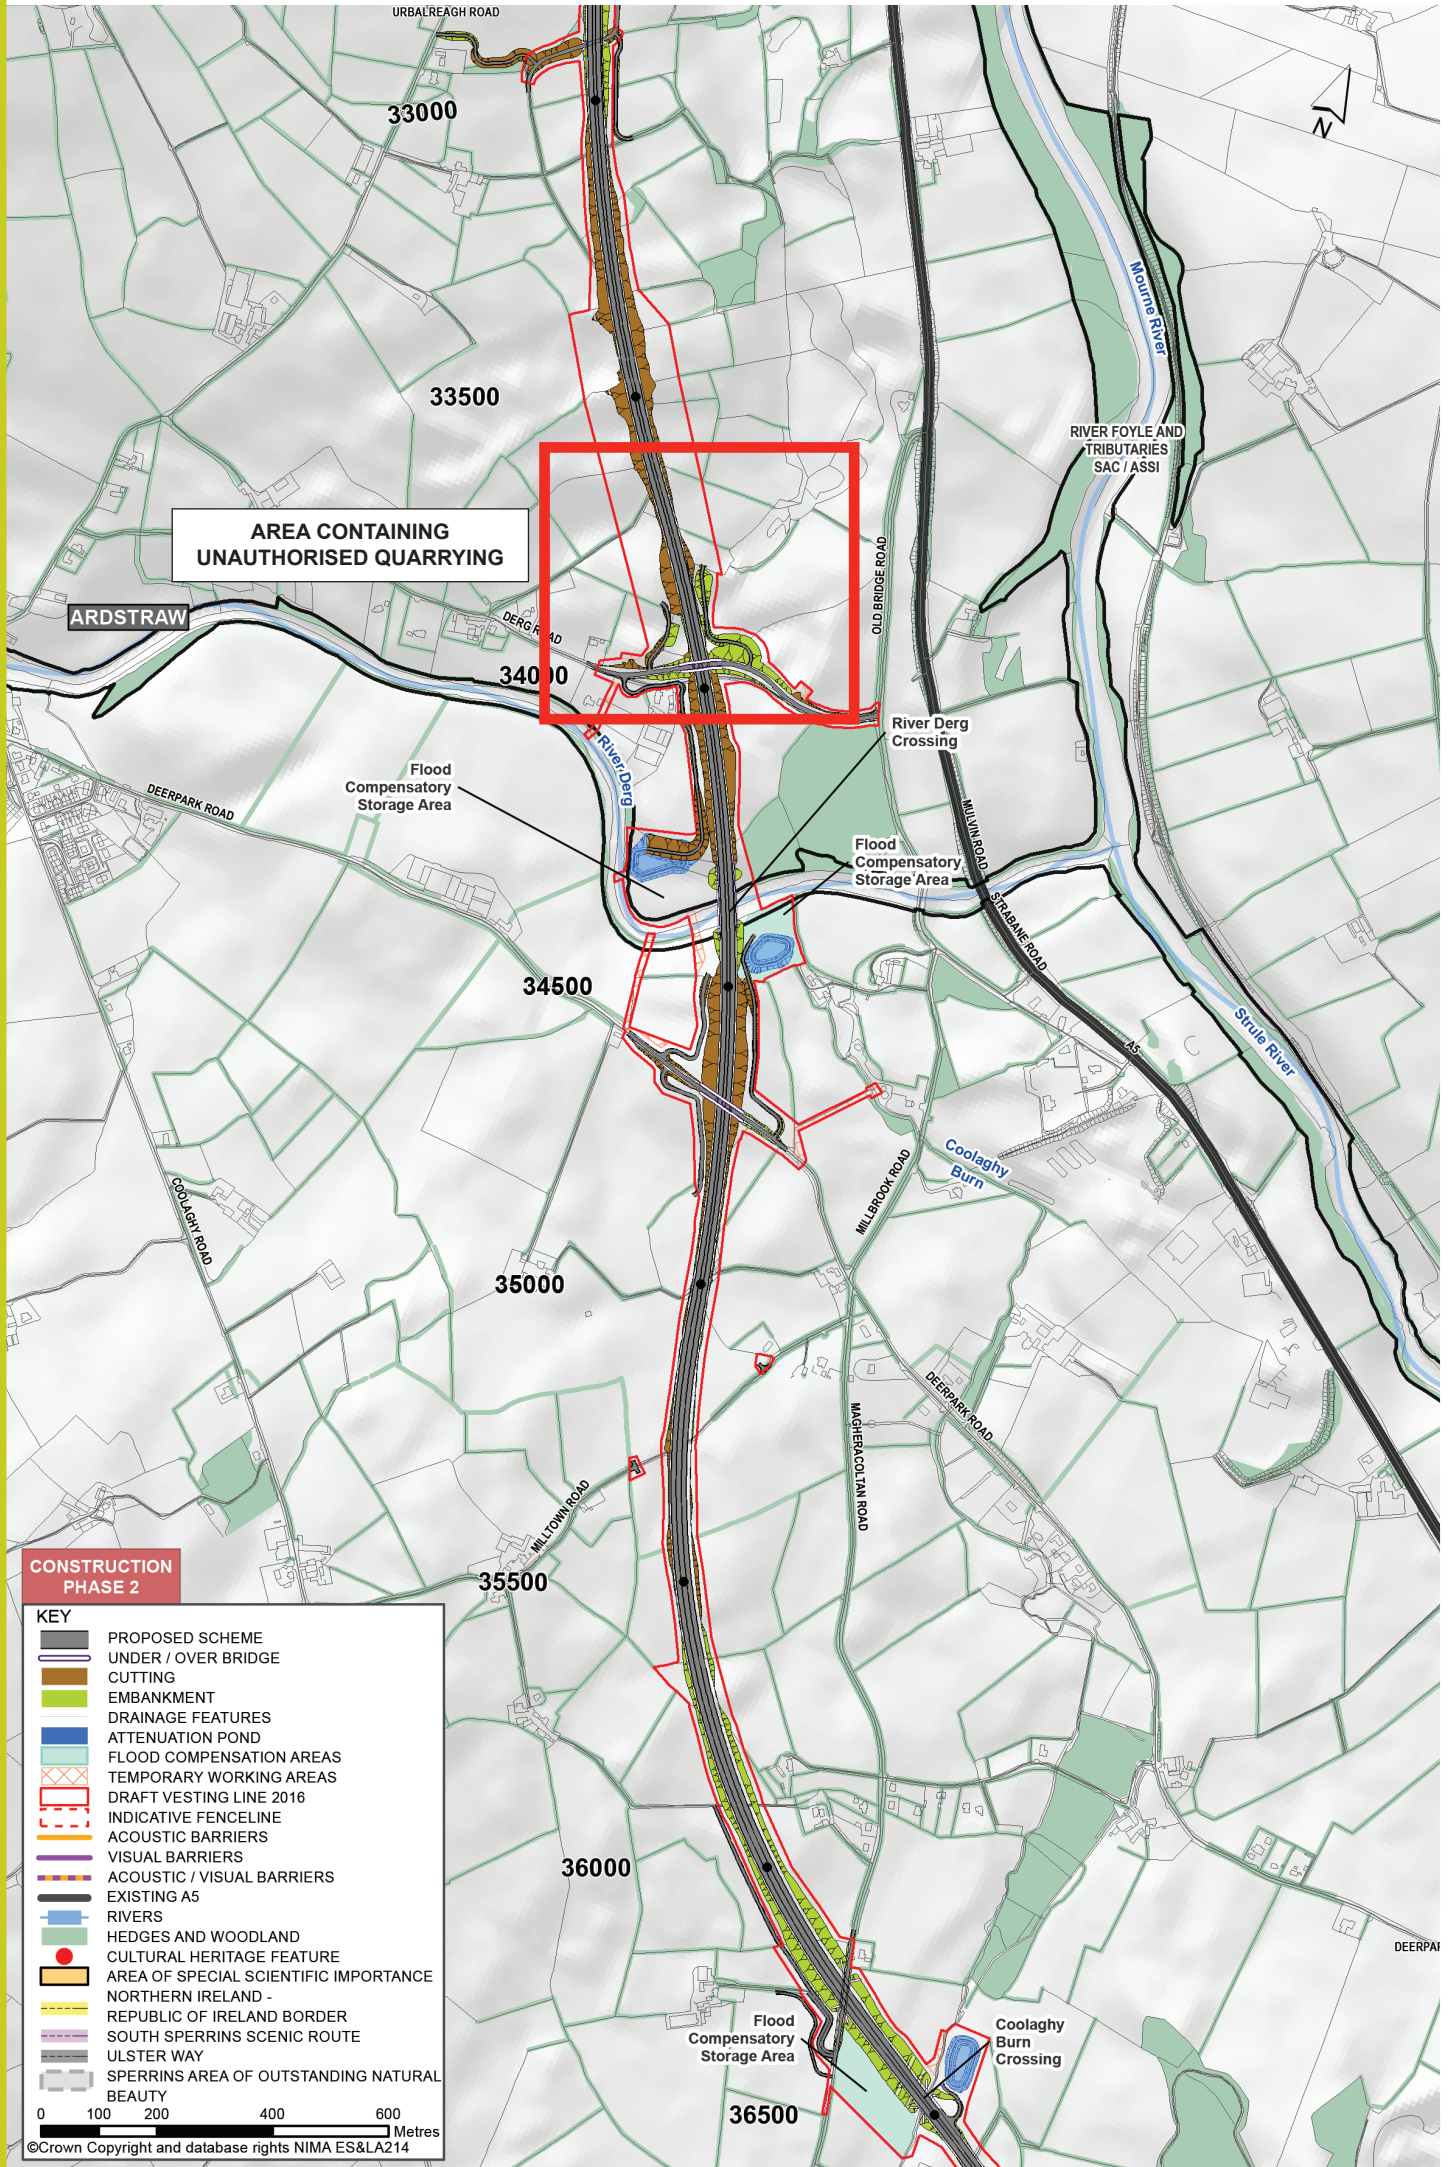 URBALREAGH ROAD
33000
N
Mourne River
33500
RIVER FOYLE AND
TRIBUTARIES
SAC / ASSI
AREA CONTAINING
UNAUTHORISED QUARRYING
OLD BRIDGE ROAD
ARDSTRAW
DERG ROAD
34000
River Derg
Crossing
River Derg
Flood
Compensatory
Storage Area
DEERPARK ROAD
MULVIN ROAD
Flood
Compensatory
Storage Area
STRABANE ROAD
34500
Strule River
A5
Coolaghy
Burn
MILLBROOK ROAD
COOLAGHY ROAD
35000
DEERPARK ROAD
MAGHERACOLTAN ROAD
MILLTOWN ROAD
35500
36000
DEERPAR
Flood
Compensatory
Storage Area
Coolaghy
Burn
Crossing
36500
CONSTRUCTION
PHASE 2
KEY
PROPOSED SCHEME
UNDER / OVER BRIDGE
CUTTING
EMBANKMENT
DRAINAGE FEATURES
ATTENUATION POND
FLOOD COMPENSATION AREAS
TEMPORARY WORKING AREAS
DRAFT VESTING LINE 2016
INDICATIVE FENCELINE
ACOUSTIC BARRIERS
VISUAL BARRIERS
ACOUSTIC / VISUAL BARRIERS
EXISTING A5
RIVERS
HEDGES AND WOODLAND
CULTURAL HERITAGE FEATURE
AREA OF SPECIAL SCIENTIFIC IMPORTANCE
NORTHERN IRELAND -
REPUBLIC OF IRELAND BORDER
SOUTH SPERRINS SCENIC ROUTE
ULSTER WAY
SPERRINS AREA OF OUTSTANDING NATURAL
BEAUTY
0 100 200 400 600
Metres
©Crown Copyright and database rights NIMA ES&LA214